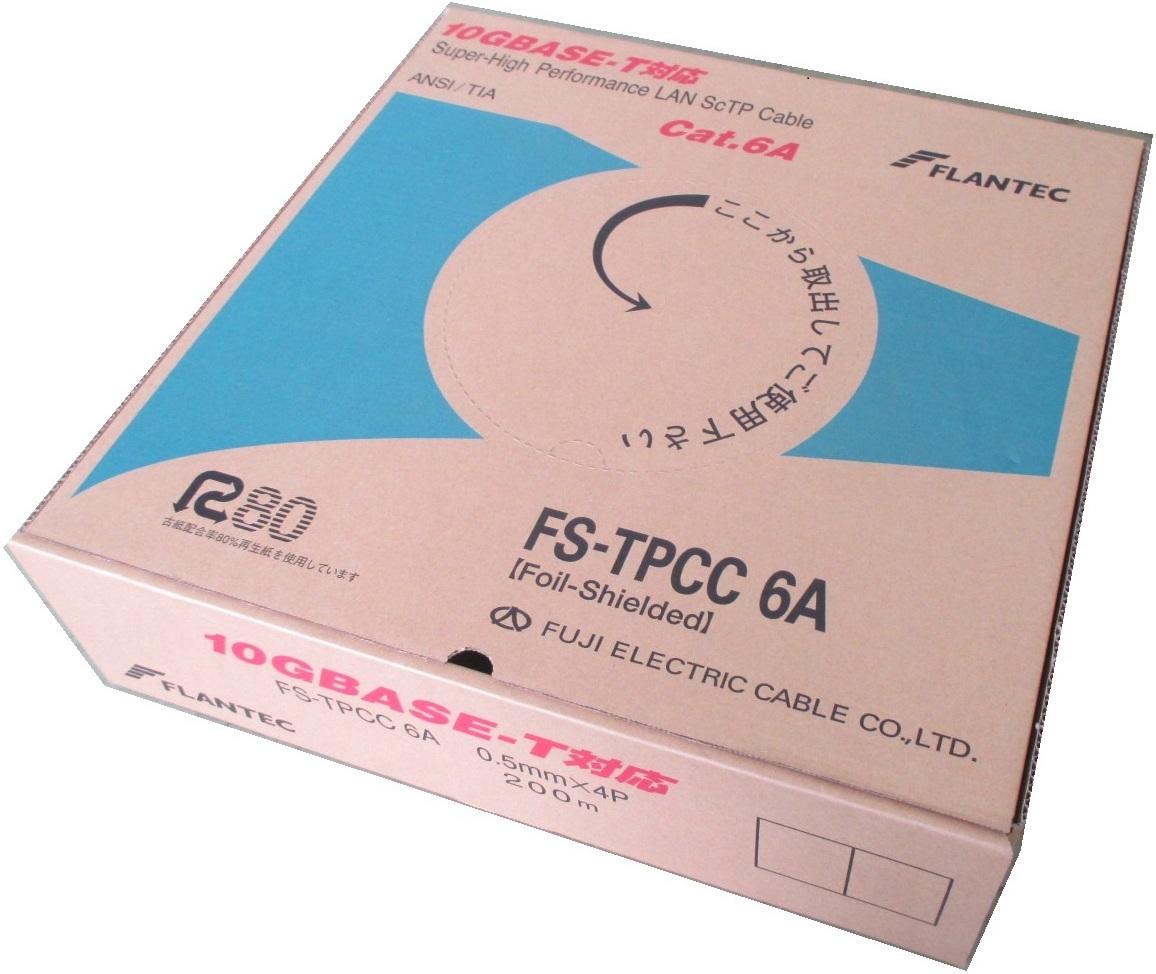 10GBASE-T対応
Super-High Performance LAN ScTP Cable
ANSI/TIA
Cat.6A
FLANTEC
ここから取出してご使用下さい
R80
古紙配合率80%再生紙を使用しています
FS-TPCC 6A
【Foil-Shielded】
FUJI ELECTRIC CABLE CO.,LTD.
10GBASE-T対応
FLANTEC
FS-TPCC 6A 0.5mm×4P
200m